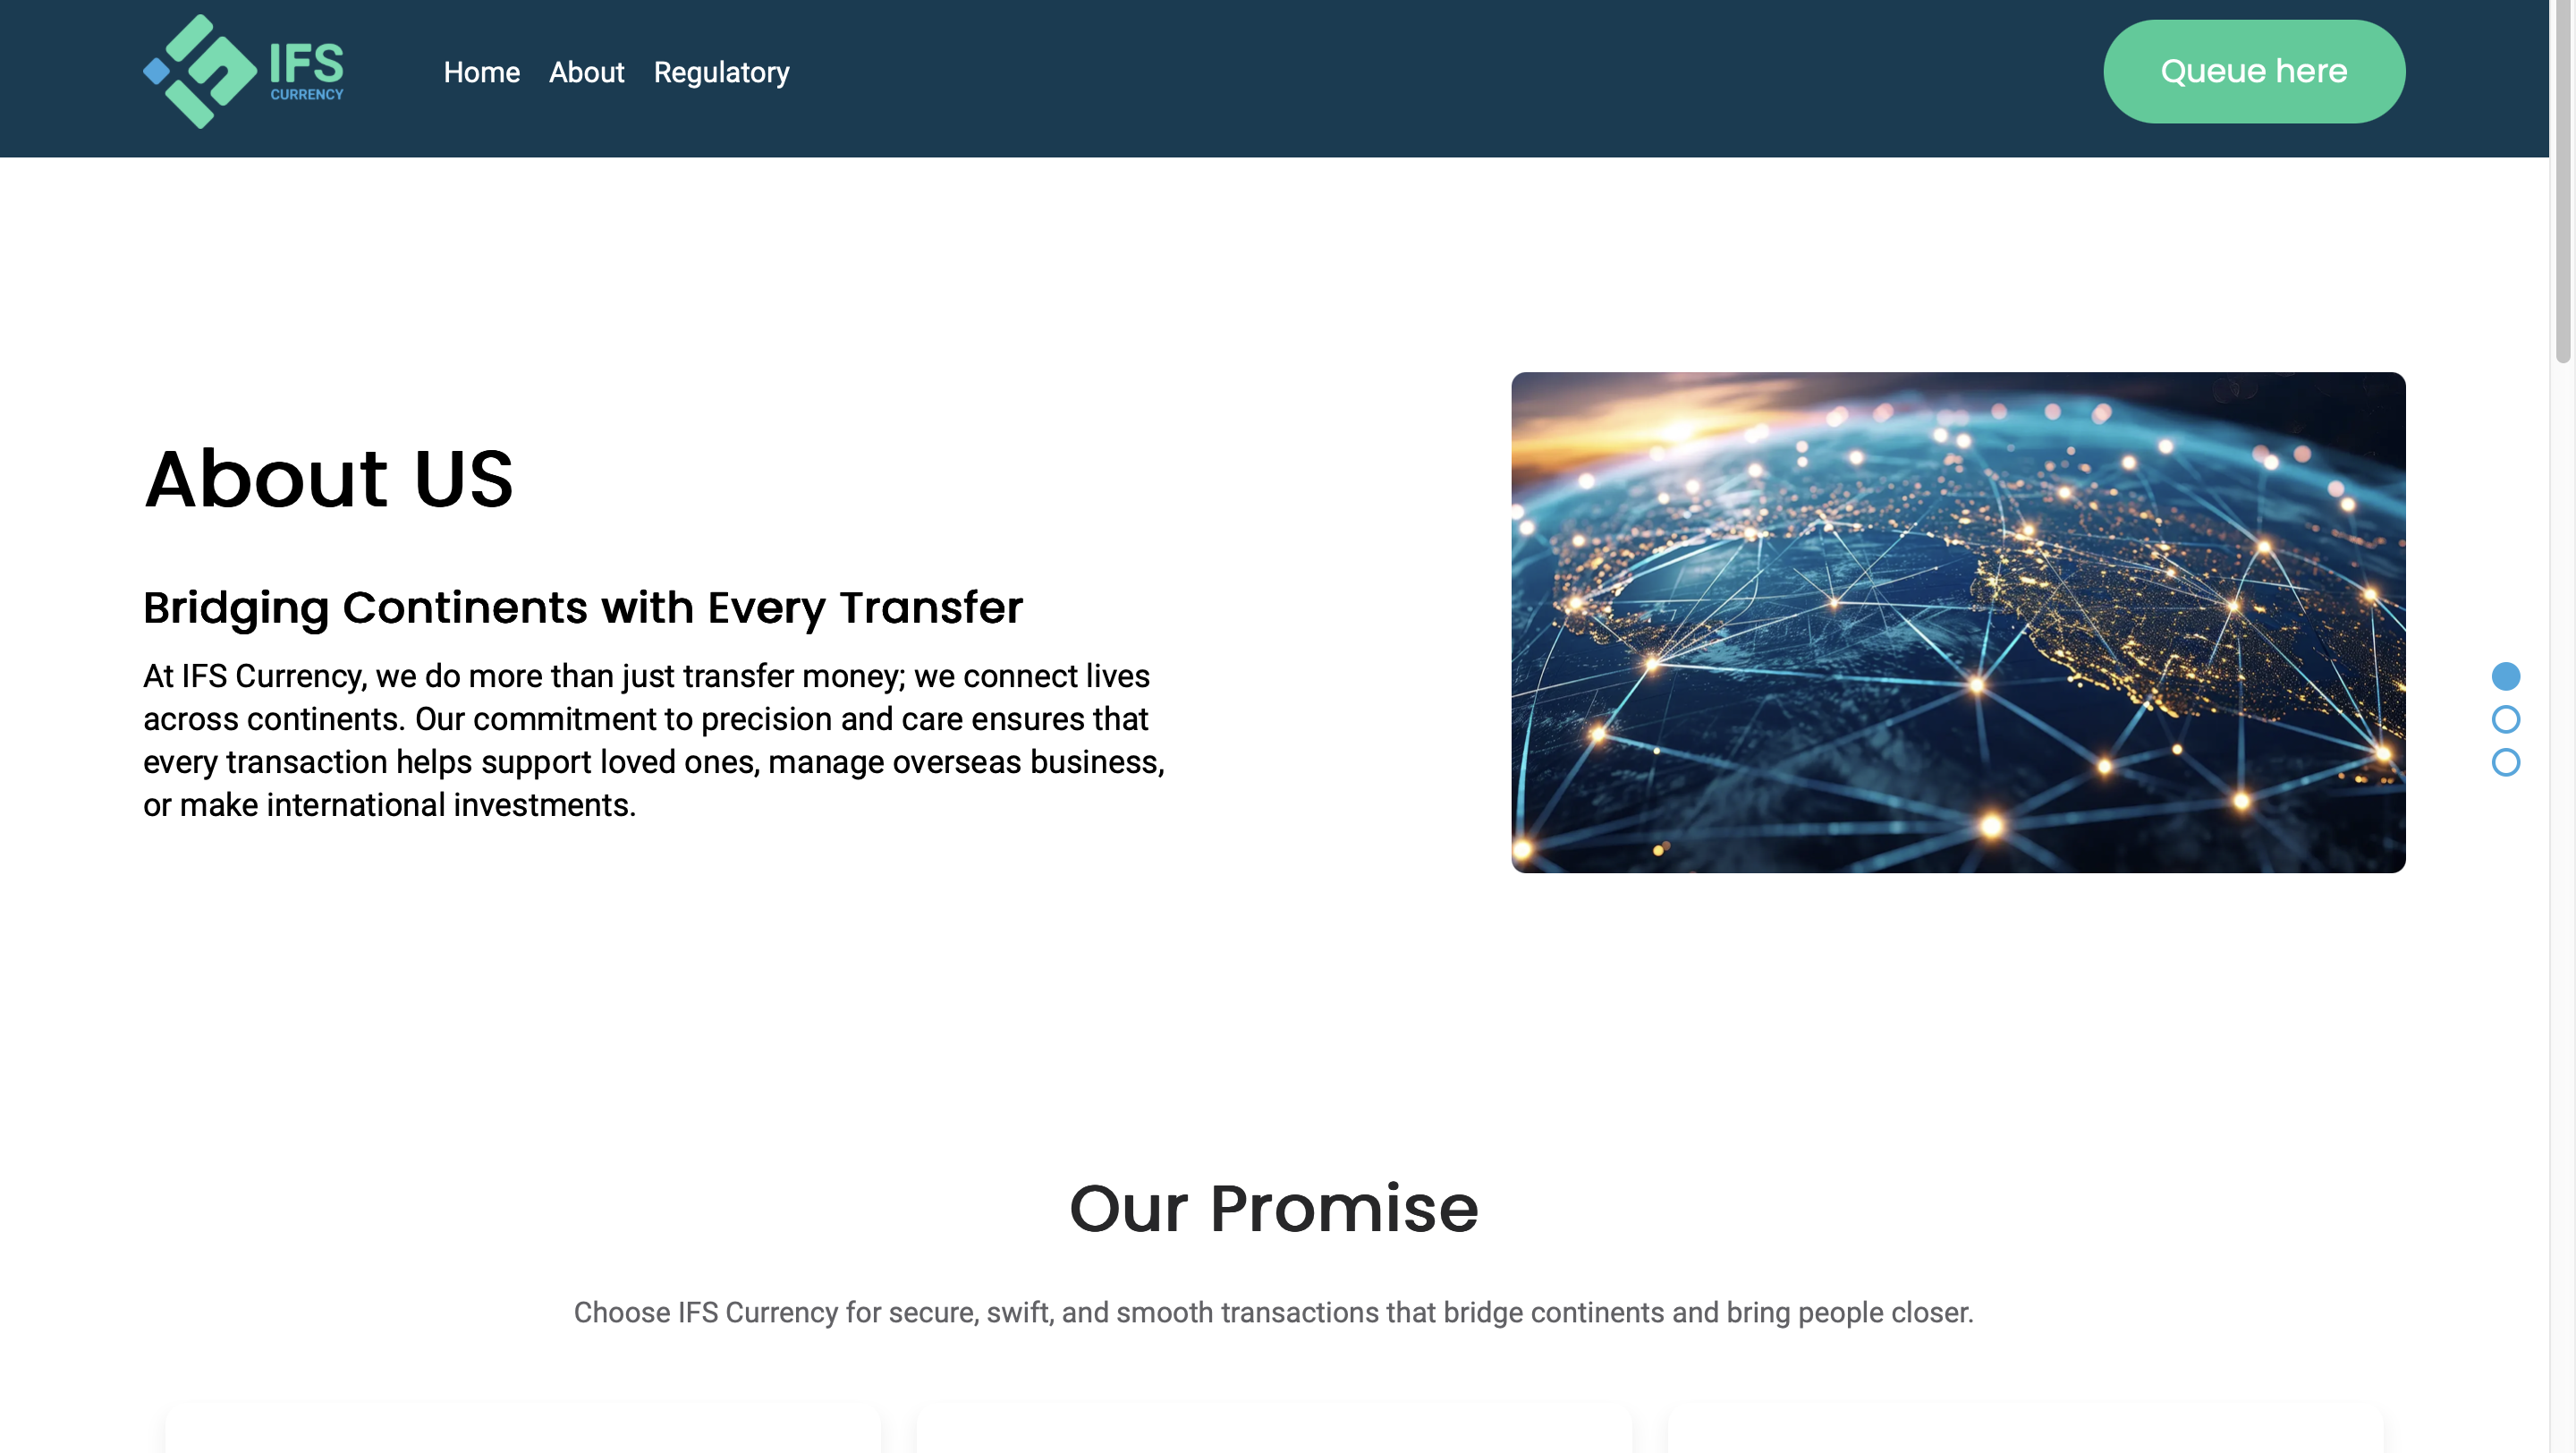 IFS
CURRENCY
Home About Regulatory
Queue here
About US
Bridging Continents with Every Transfer
At IFS Currency, we do more than just transfer money; we connect lives
across continents. Our commitment to precision and care ensures that
every transaction helps support loved ones, manage overseas business,
or make international investments.
Our Promise
Choose IFS Currency for secure, swift, and smooth transactions that bridge continents and bring people closer.